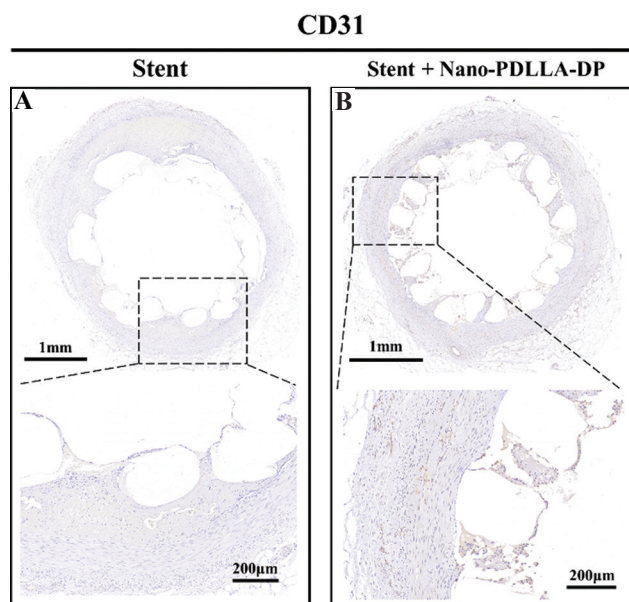 CD31
Stent
Stent + Nano-PDLLA-DP
A
B
1mm
1mm
200μm
200μm